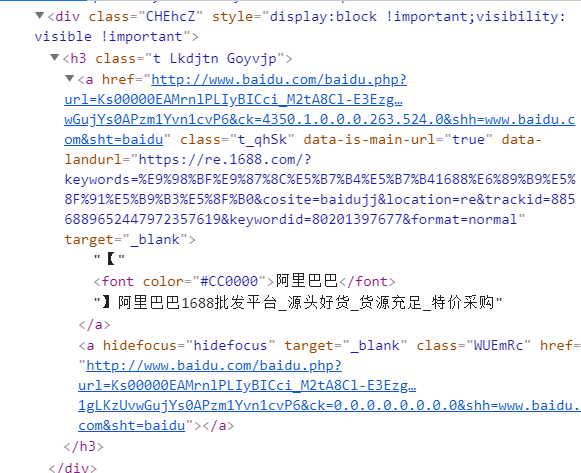 <div class="CHEhcZ" style="display:block !important;visibility:
visible !important">
<h3 class="t Lkdjtn Goyvjp">
<a href="http://www.baidu.com/baidu.php?
url=Ks00000EAMrnlPLIyBICci_M2tA8Cl-E3Ezg…
wGujYs0APzm1Yvn1cvP6&ck=4350.1.0.0.0.263.524.0&shh=www.baidu.c
om&sht=baidu" class="t_qhSk" data-is-main-url="true" data-
landurl="https://re.1688.com/?
keywords=%E9%98%BF%E9%87%8C%E5%B7%B4%E5%B7%B41688%E6%89%B9%E5%
8F%91%E5%B9%B3%E5%8F%B0&cosite=baidujj&location=re&trackid=885
6889652447972357619&keywordid=80201397677&format=normal"
target="_blank">
"【"
<font color="#CC0000">阿里巴巴</font>
"】阿里巴巴1688批发平台_源头好货_货源充足_特价采购"
</a>
<a hidefocus="hidefocus" target="_blank" class="WUEmRc" href=
"http://www.baidu.com/baidu.php?
url=Ks00000EAMrnlPLIyBICci_M2tA8Cl-E3Ezg…
1gLKzUvwGujYs0APzm1Yvn1cvP6&ck=0.0.0.0.0.0.0.0&shh=www.baidu.
com&sht=baidu"></a>
</h3>
</div>